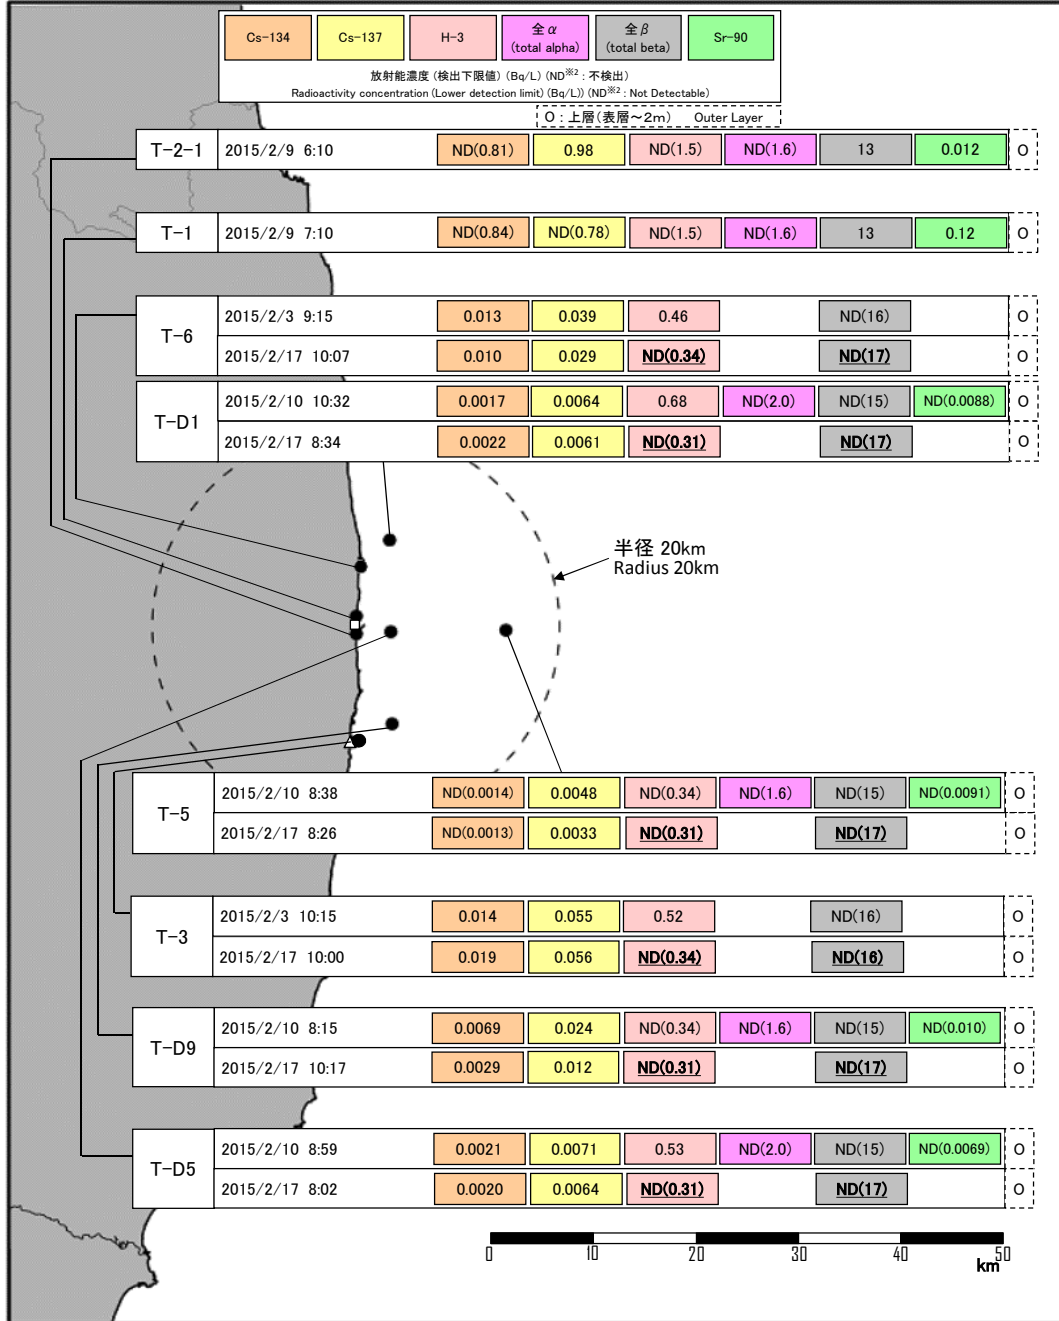 Cs-134 Cs-137 H-3 全α (total alpha) 全β (total beta) Sr-90
放射能濃度 (検出下限値) (Bq/L) (ND※2 : 不検出)
Radioactivity concentration (Lower detection limit) (Bq/L)) (ND※2 : Not Detectable)
O : 上層(表層～2m) Outer Layer
T-2-1 2015/2/9 6:10 ND(0.81) 0.98 ND(1.5) ND(1.6) 13 0.012 O
T-1 2015/2/9 7:10 ND(0.84) ND(0.78) ND(1.5) ND(1.6) 13 0.12 O
T-6
2015/2/3 9:15 0.013 0.039 0.46 ND(16) O
2015/2/17 10:07 0.010 0.029 ND(0.34) ND(17) O
T-D1
2015/2/10 10:32 0.0017 0.0064 0.68 ND(2.0) ND(15) ND(0.0088) O
2015/2/17 8:34 0.0022 0.0061 ND(0.31) ND(17) O
半径 20km
Radius 20km
T-5
2015/2/10 8:38 ND(0.0014) 0.0048 ND(0.34) ND(1.6) ND(15) ND(0.0091) O
2015/2/17 8:26 ND(0.0013) 0.0033 ND(0.31) ND(17) O
T-3
2015/2/3 10:15 0.014 0.055 0.52 ND(16) O
2015/2/17 10:00 0.019 0.056 ND(0.34) ND(16) O
T-D9
2015/2/10 8:15 0.0069 0.024 ND(0.34) ND(1.6) ND(15) ND(0.010) O
2015/2/17 10:17 0.0029 0.012 ND(0.31) ND(17) O
T-D5
2015/2/10 8:59 0.0021 0.0071 0.53 ND(2.0) ND(15) ND(0.0069) O
2015/2/17 8:02 0.0020 0.0064 ND(0.31) ND(17) O
0 10 20 30 40 50
km